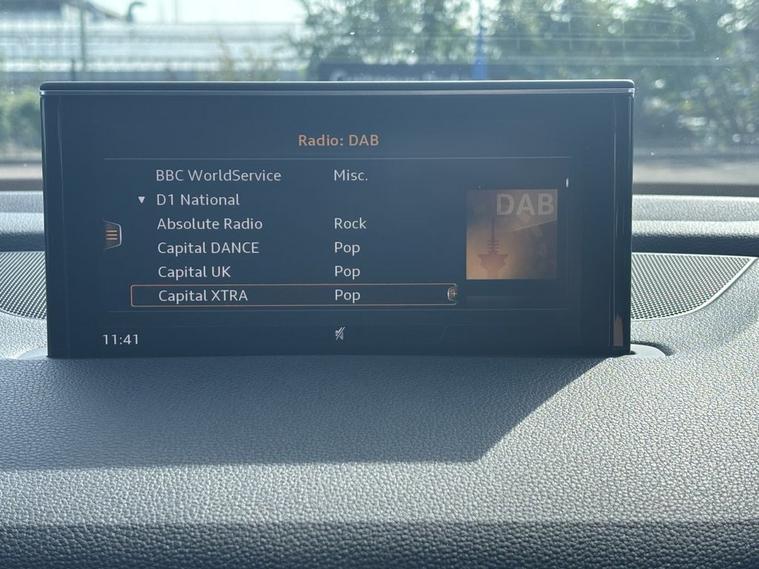 Radio: DAB
BBC WorldService Misc.
▼ D1 National
Absolute Radio Rock
Capital DANCE Pop
Capital UK Pop
Capital XTRA Pop
DAB
11:41